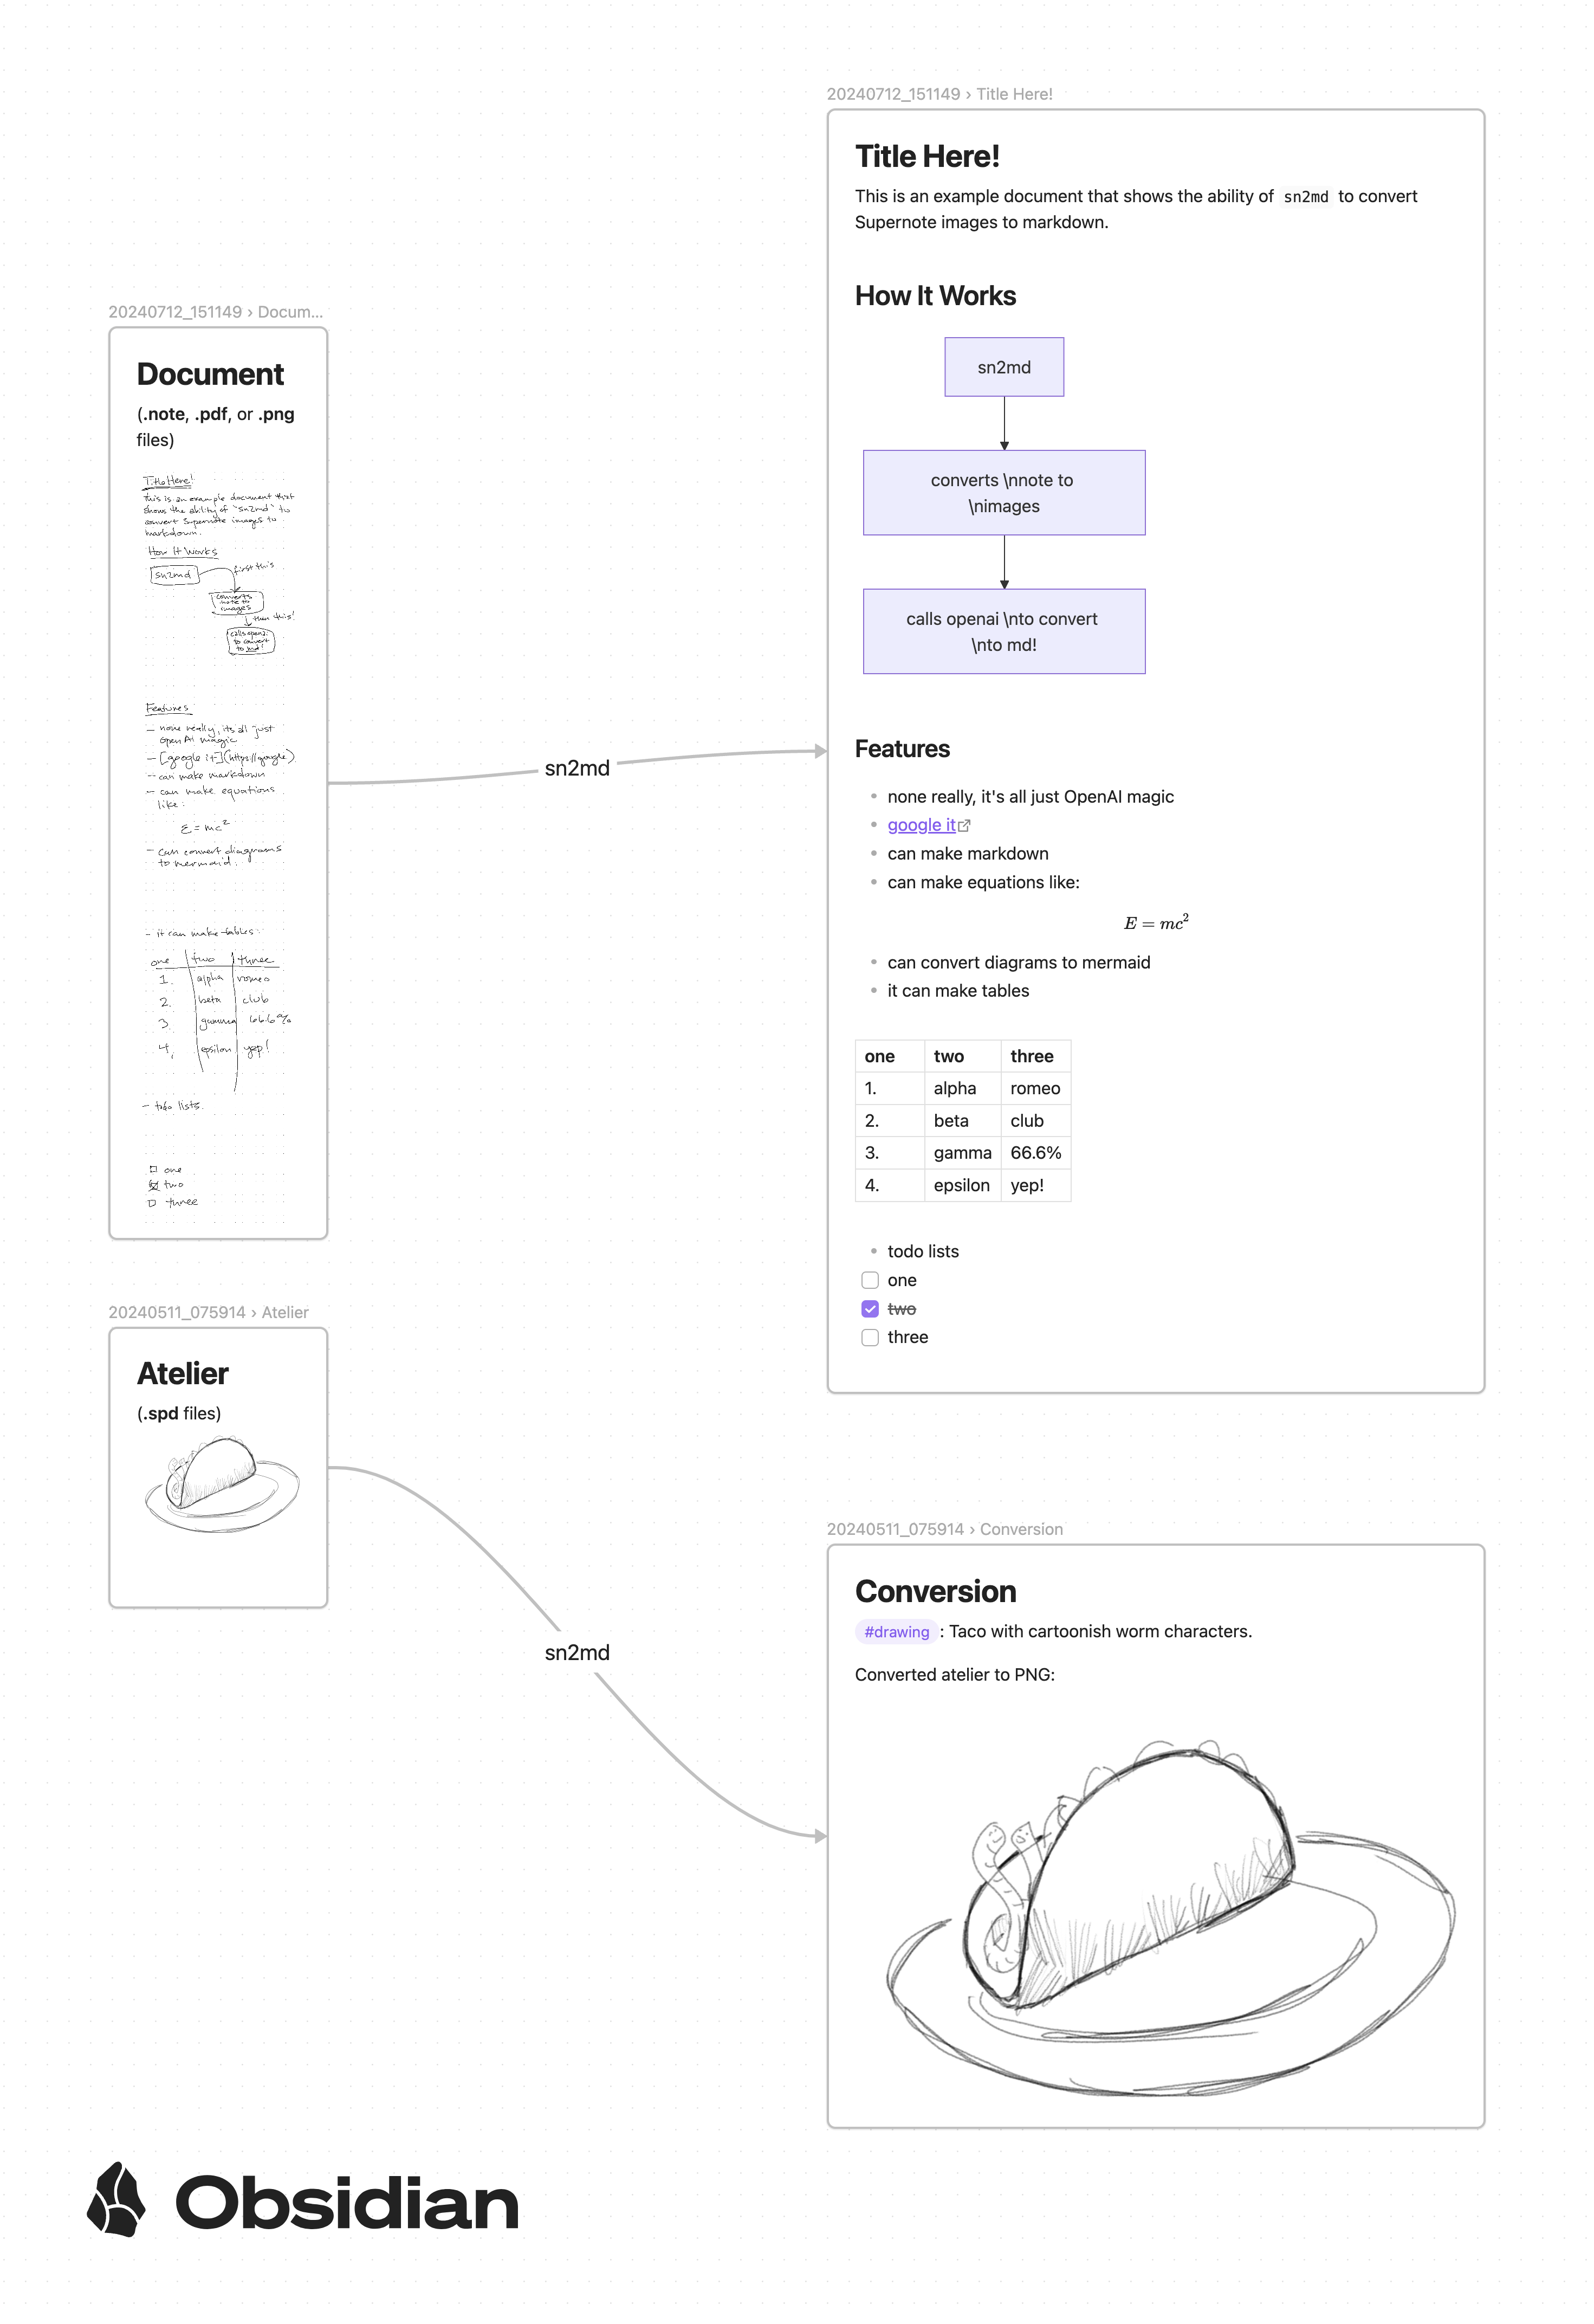 20240712_151149 › Title Here!
Title Here!
This is an example document that shows the ability of sn2md to convert
Supernote images to markdown.
How It Works
sn2md
converts \nnote to
\nimages
calls openai \nto convert
\nto md!
Features
none really, it's all just OpenAI magic
google it
can make markdown
can make equations like:
E = mc²
can convert diagrams to mermaid
it can make tables
one two three
1. alpha romeo
2. beta club
3. gamma 66.6%
4. epsilon yep!
todo lists
one
two
three
20240712_151149 › Docum...
Document
(.note, .pdf, or .png
files)
Title Here!
This is an example document that
shows the ability of `sn2md` to
convert supernote images to
markdown.
How It Works
sn2md
first this
converts
note to
images
then this!
calls openai
to convert
to md!
Features
- none really, its all just
OpenAI magic
- [google it](https://google)
- can make markdown
- can make equations
like:
E = mc²
- can convert diagrams
to mermaid.
- it can make tables
one two three
1. alpha romeo
2. beta club
3. gamma 66.6%
4. epsilon yep!
- todo lists.
one
two
three
sn2md
20240511_075914 › Atelier
Atelier
(.spd files)
sn2md
20240511_075914 › Conversion
Conversion
#drawing : Taco with cartoonish worm characters.
Converted atelier to PNG:
Obsidian